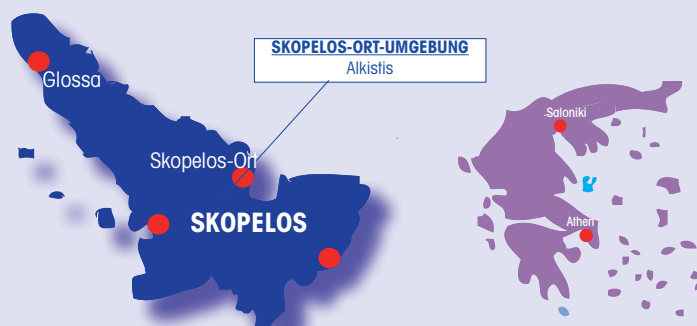 SKOPELOS-ORT-UMGEBUNG
Alkistis
Glossa
Skopelos-Ort
SKOPELOS
.Saloniki
Athen